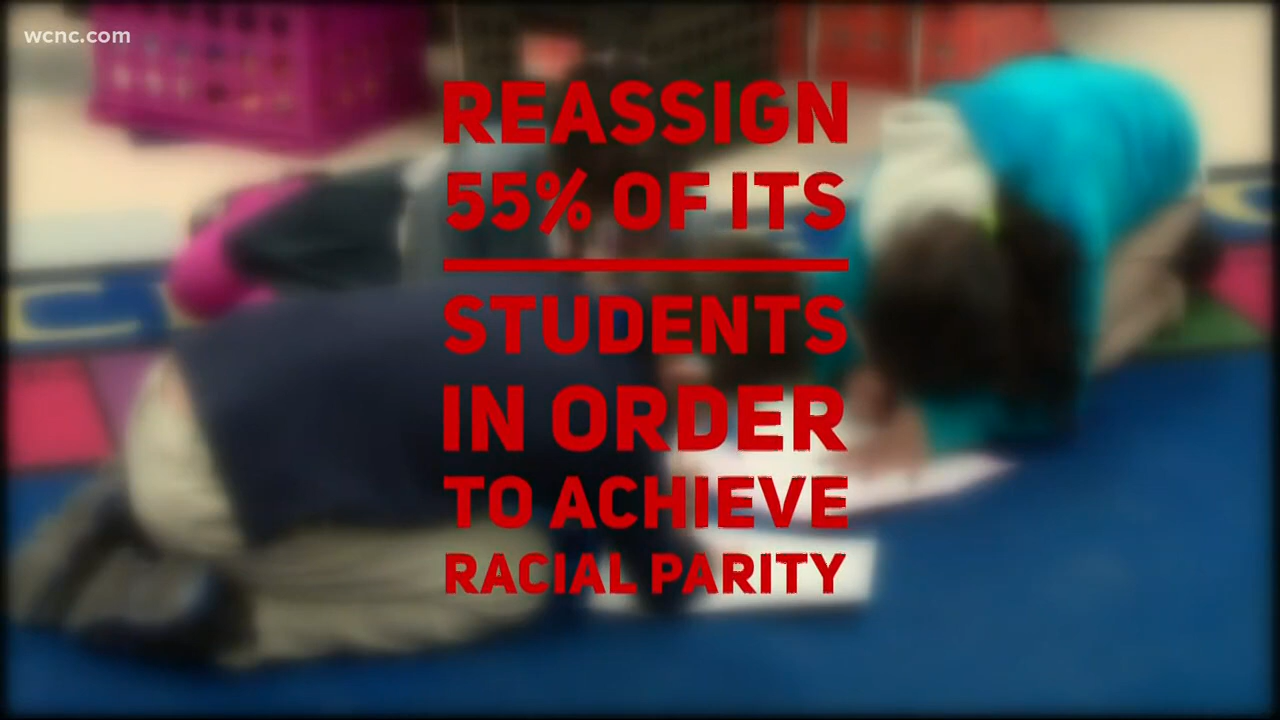 wcnc.com
REASSIGN
55% OF ITS
STUDENTS
IN ORDER
TO ACHIEVE
RACIAL PARITY